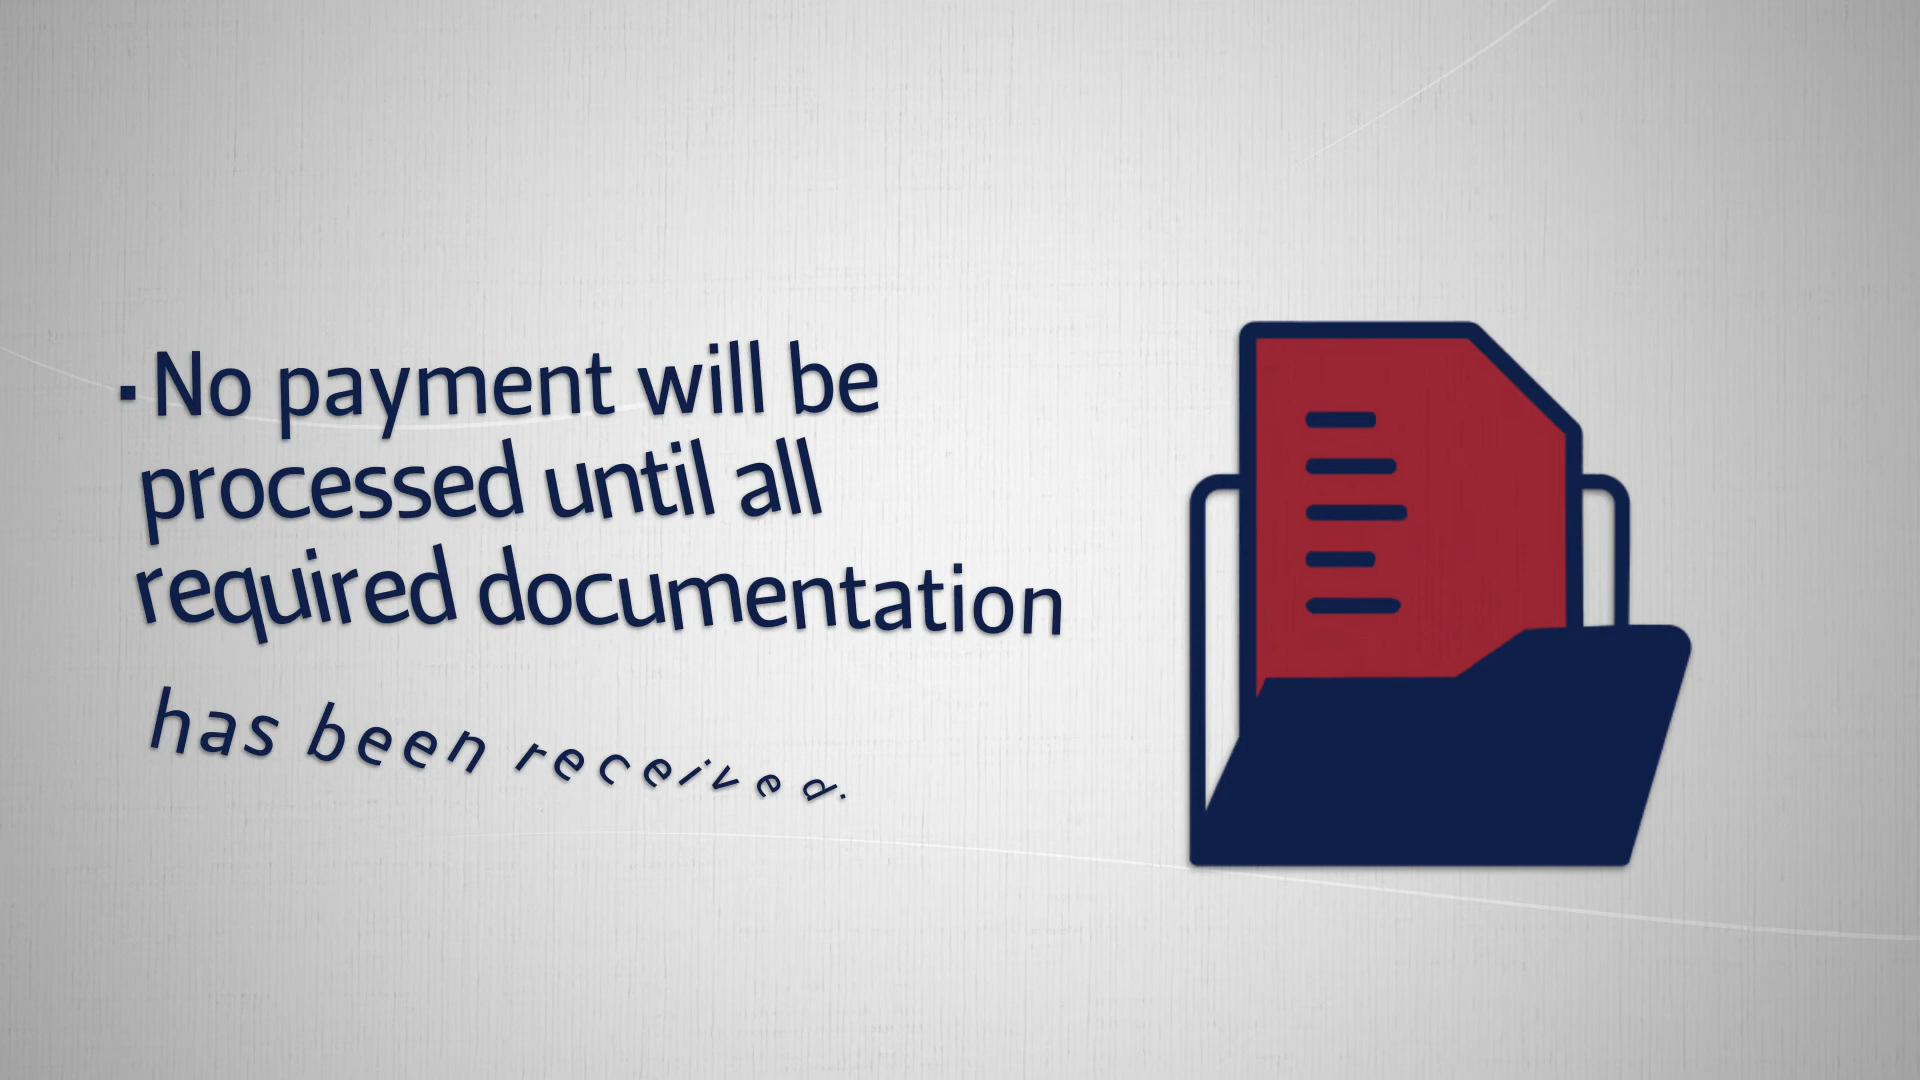 ▪ No payment will be
processed until all
required documentation
has been received.